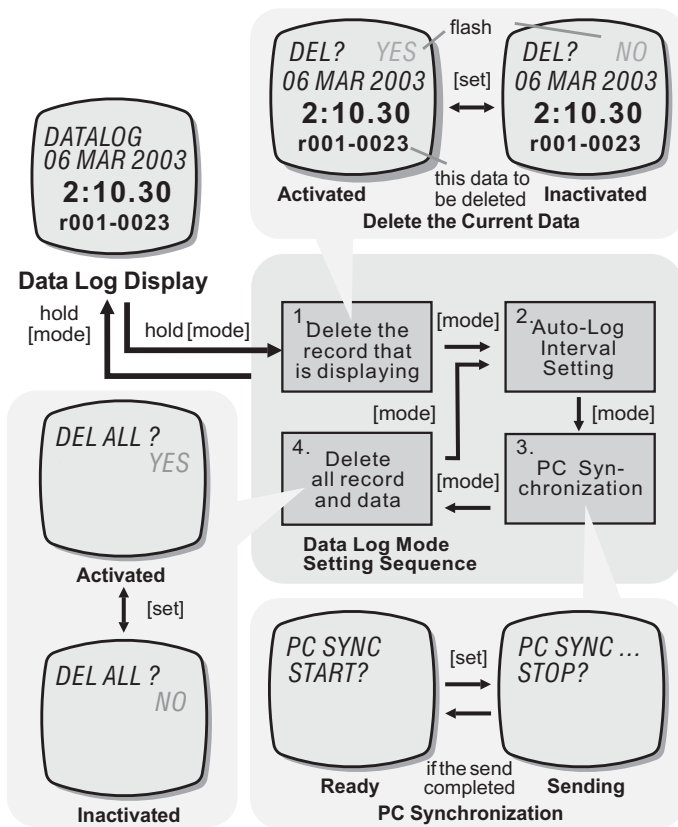 flash
DEL? YES
06 MAR 2003
2:10.30
r001-0023
[set]
DEL? NO
06 MAR 2003
2:10.30
r001-0023
this data to
be deleted
Activated
Inactivated
Delete the Current Data
DATALOG
06 MAR 2003
2:10.30
r001-0023
Data Log Display
hold
[mode]
hold [mode]
1.
Delete the
record that
is displaying
[mode]
2.
Auto-Log
Interval
Setting
[mode]
[mode]
4.
Delete
all record
and data
[mode]
3.
PC Syn-
chronization
Data Log Mode
Setting Sequence
DEL ALL ?
YES
Activated
[set]
DEL ALL ?
NO
Inactivated
PC SYNC
START?
[set]
PC SYNC ...
STOP?
if the send
completed
Ready
Sending
PC Synchronization